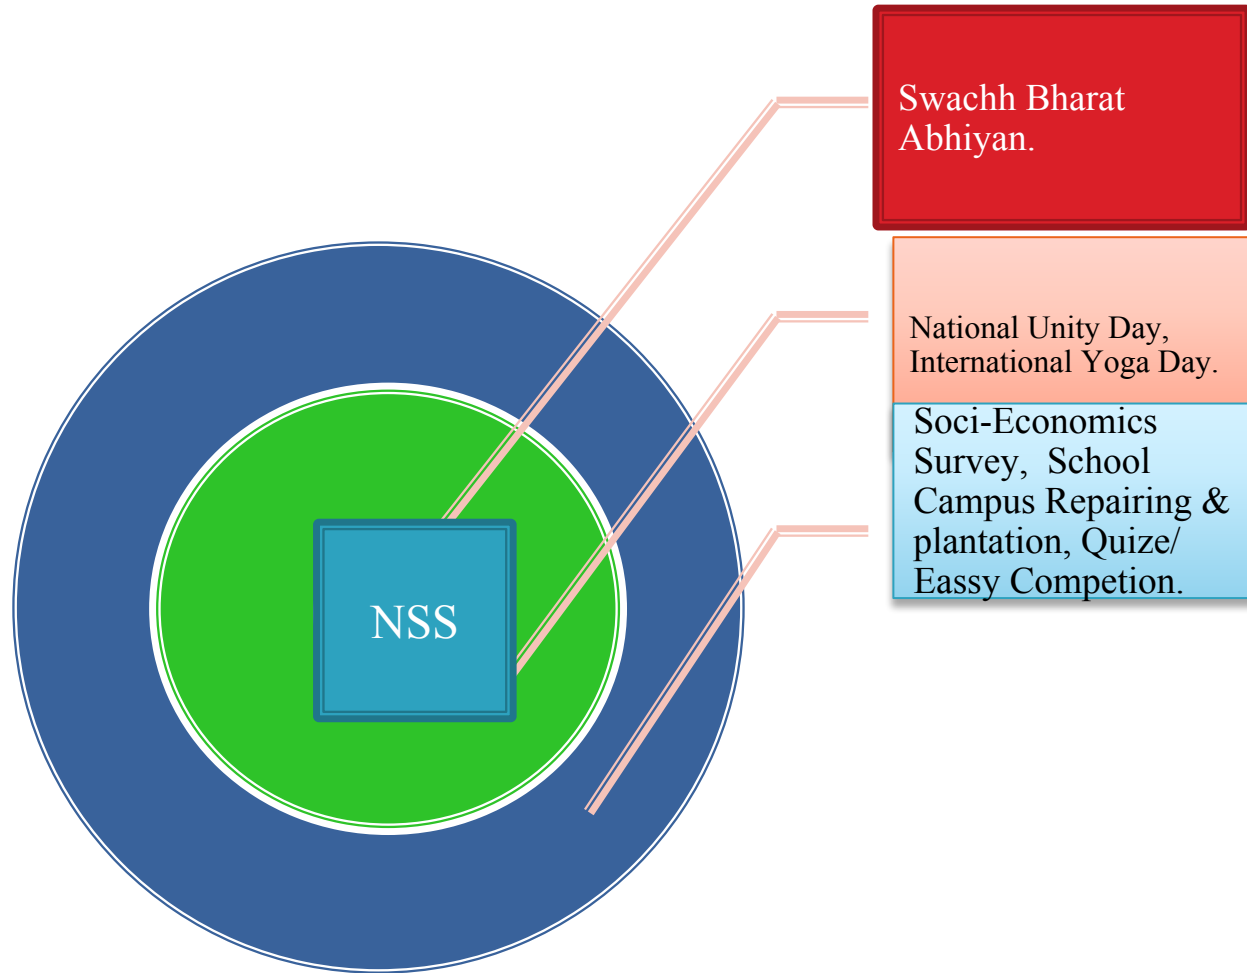 Swachh Bharat
Abhiyan.
National Unity Day,
International Yoga Day.
Soci-Economics
Survey, School
Campus Repairing &
plantation, Quize/
Eassy Competion.
NSS